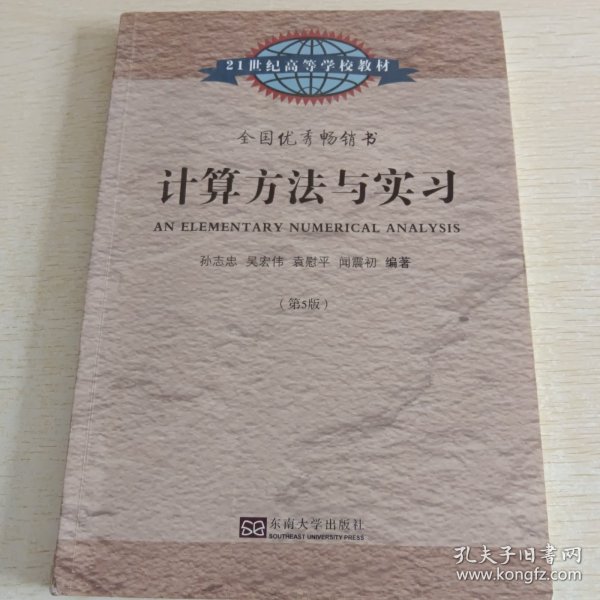 21世纪高等学校教材
全国优秀畅销书
计算方法与实习
AN ELEMENTARY NUMERICAL ANALYSIS
孙志忠 吴宏伟 袁慰平 闻震初 编著
（第5版）
东南大学出版社
SOUTHEAST UNIVERSITY PRESS
孔夫子旧书网
www.kongfz.com